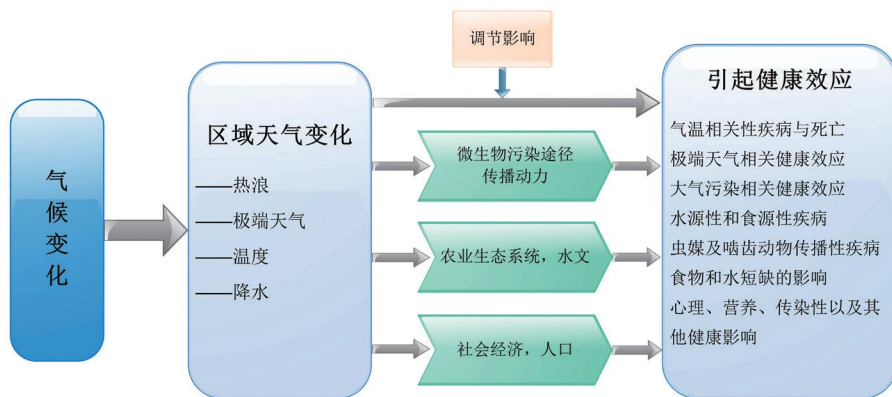 气候变化
区域天气变化
——热浪
——极端天气
——温度
——降水
调节影响
微生物污染途径
传播动力
农业生态系统，水文
社会经济，人口
引起健康效应
气温相关性疾病与死亡
极端天气相关健康效应
大气污染相关健康效应
水源性和食源性疾病
虫媒及啮齿动物传播性疾病
食物和水短缺的影响
心理、营养、传染性以及其
他健康影响